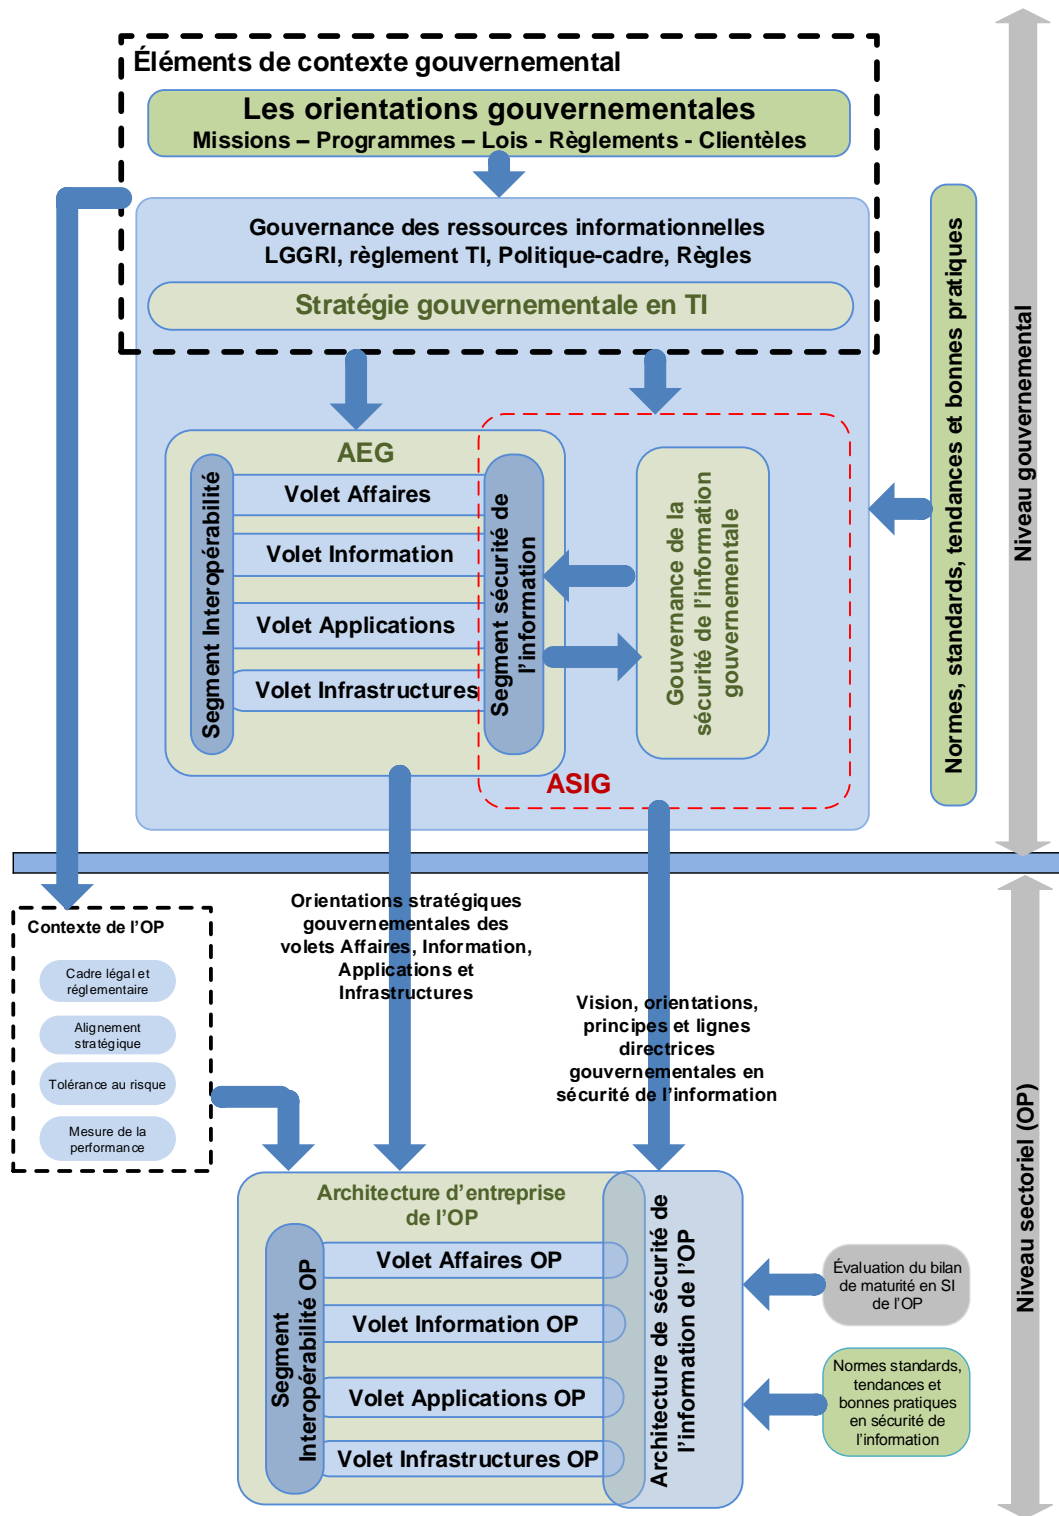 Éléments de contexte gouvernemental
Les orientations gouvernementales
Missions – Programmes – Lois - Règlements - Clientèles
Gouvernance des ressources informationnelles
LGGRI, règlement TI, Politique-cadre, Règles
Stratégie gouvernementale en TI
Normes, standards, tendances et bonnes pratiques
Niveau gouvernemental
AEG
Segment Interopérabilité
Volet Affaires
Volet Information
Volet Applications
Volet Infrastructures
Segment sécurité de
l’information
Gouvernance de la
sécurité de l’information
gouvernementale
ASIG
Orientations stratégiques
gouvernementales des
volets Affaires, Information,
Applications et
Infrastructures
Vision, orientations,
principes et lignes
directrices
gouvernementales en
sécurité de l’information
Contexte de l’OP
Cadre légal et
réglementaire
Alignement
stratégique
Tolérance au risque
Mesure de la
performance
Niveau sectoriel (OP)
Architecture d’entreprise
de l’OP
Segment
Interopérabilité OP
Volet Affaires OP
Volet Information OP
Volet Applications OP
Volet Infrastructures OP
Architecture de sécurité de
l’information de l’OP
Évaluation du bilan
de maturité en SI
de l’OP
Normes standards,
tendances et
bonnes pratiques
en sécurité de
l’information